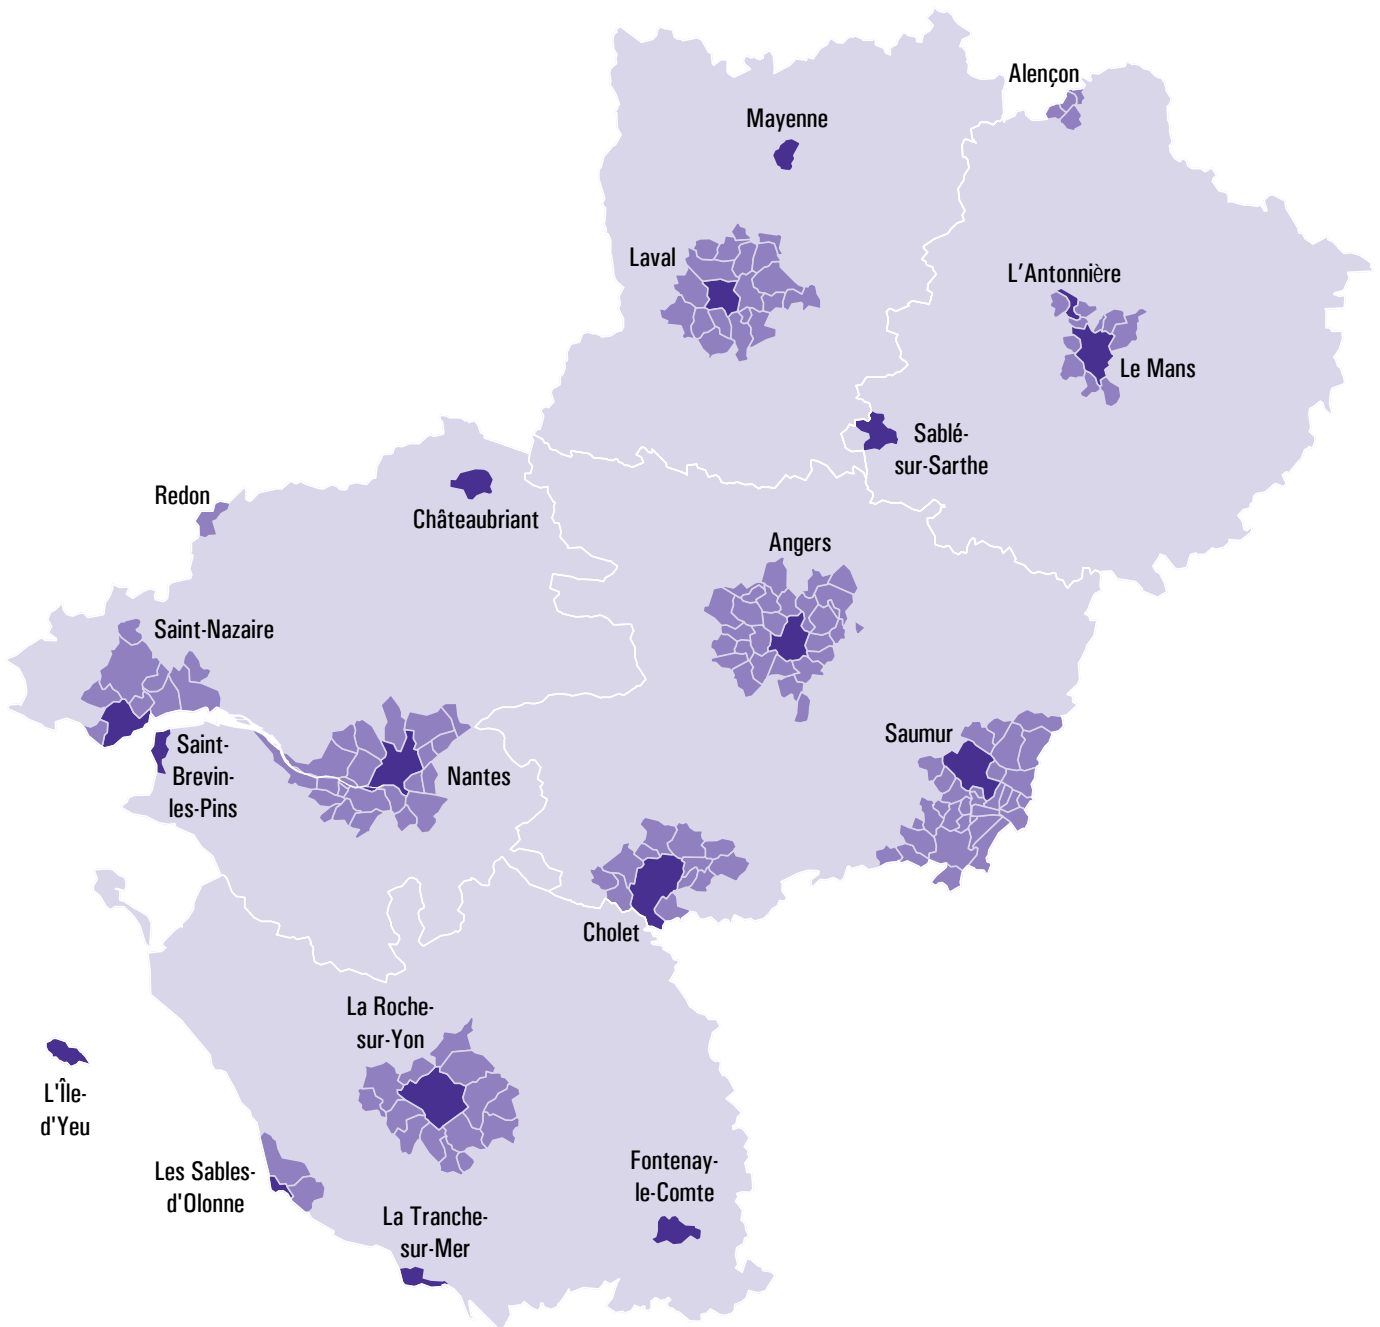 Alençon
Mayenne
Laval
L'Antonnière
Le Mans
Sablé-
sur-Sarthe
Redon
Châteaubriant
Angers
Saint-Nazaire
Saumur
Saint-
Brevin-
les-Pins
Nantes
Cholet
La Roche-
sur-Yon
L'Île-
d'Yeu
Les Sables-
d'Olonne
Fontenay-
le-Comte
La Tranche-
sur-Mer